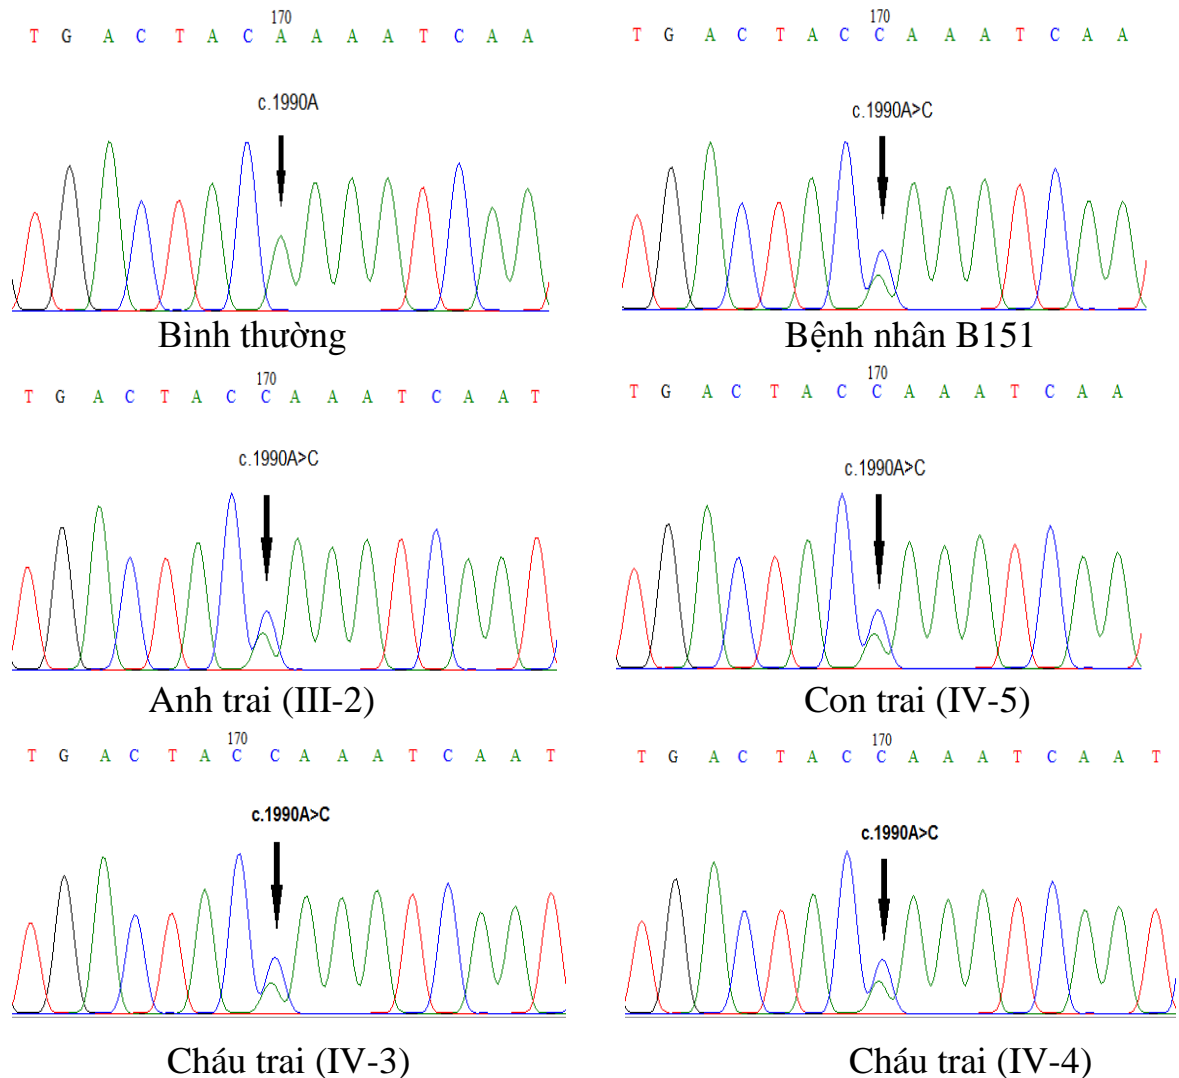 170
T G A C T A C A A A A T C A A
c.1990A
Bình thường
170
T G A C T A C C A A A T C A A
c.1990A>C
Bệnh nhân B151
170
T G A C T A C C A A A T C A A T
c.1990A>C
Anh trai (III-2)
170
T G A C T A C C A A A T C A A
c.1990A>C
Con trai (IV-5)
170
T G A C T A C C A A A T C A A T
c.1990A>C
Cháu trai (IV-3)
170
T G A C T A C C A A A T C A A T
c.1990A>C
Cháu trai (IV-4)